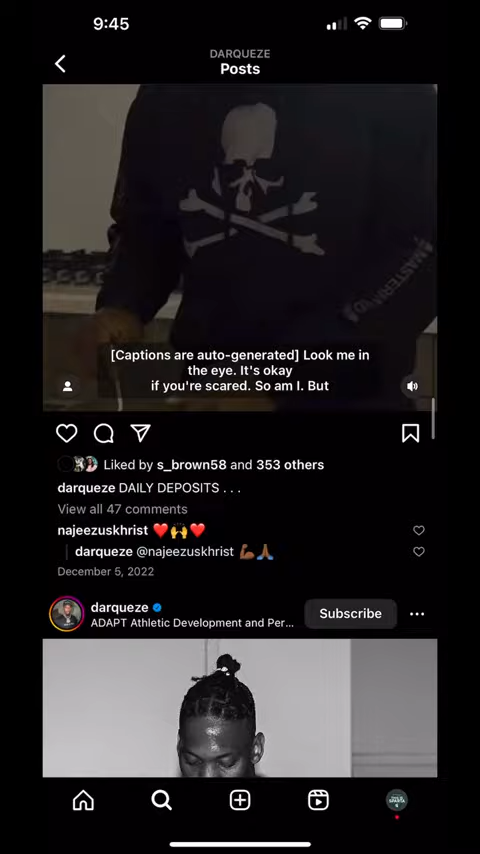 9:45
DARQUEZE
Posts
[Captions are auto-generated] Look me in
the eye. It's okay
if you're scared. So am I. But
Liked by s_brown58 and 353 others
darqueze DAILY DEPOSITS . . .
View all 47 comments
najeezuskhrist ❤️🙌❤️
darqueze @najeezuskhrist 💪🏾🙏🏾
December 5, 2022
darqueze
ADAPT Athletic Development and Per...
Subscribe